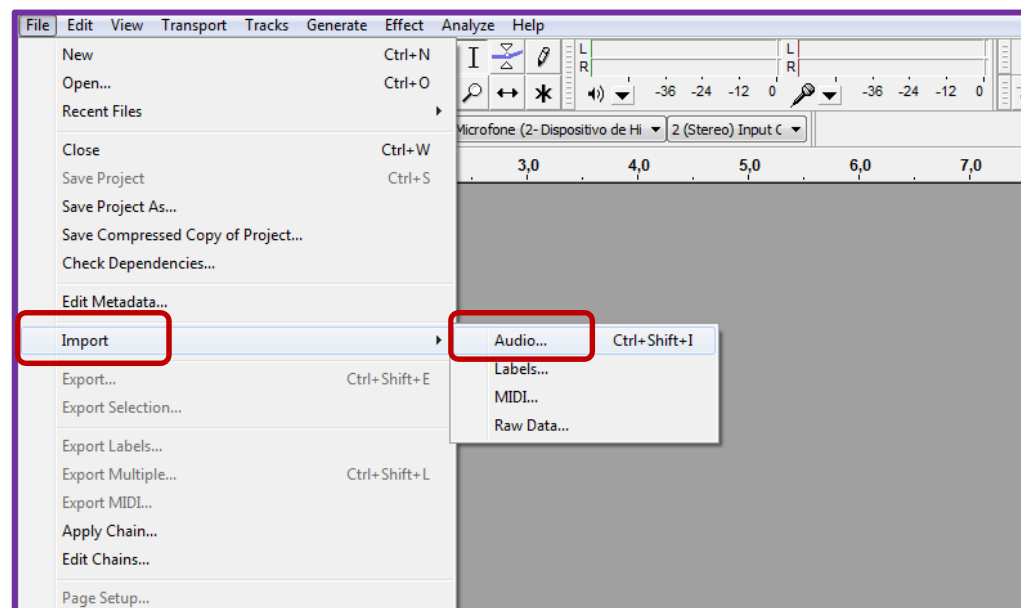 File Edit View Transport Tracks Generate Effect Analyze Help
New Ctrl+N
Open... Ctrl+O
Recent Files
Close Ctrl+W
Save Project Ctrl+S
Save Project As...
Save Compressed Copy of Project...
Check Dependencies...
Edit Metadata...
Import
Export... Ctrl+Shift+E
Export Selection...
Export Labels...
Export Multiple... Ctrl+Shift+L
Export MIDI...
Apply Chain...
Edit Chains...
Page Setup...
Audio... Ctrl+Shift+I
Labels...
MIDI...
Raw Data...
L L
R R
-36 -24 -12 0 -36 -24 -12 0
Microfone (2- Dispositivo de Hi 2 (Stereo) Input C
3,0 4,0 5,0 6,0 7,0